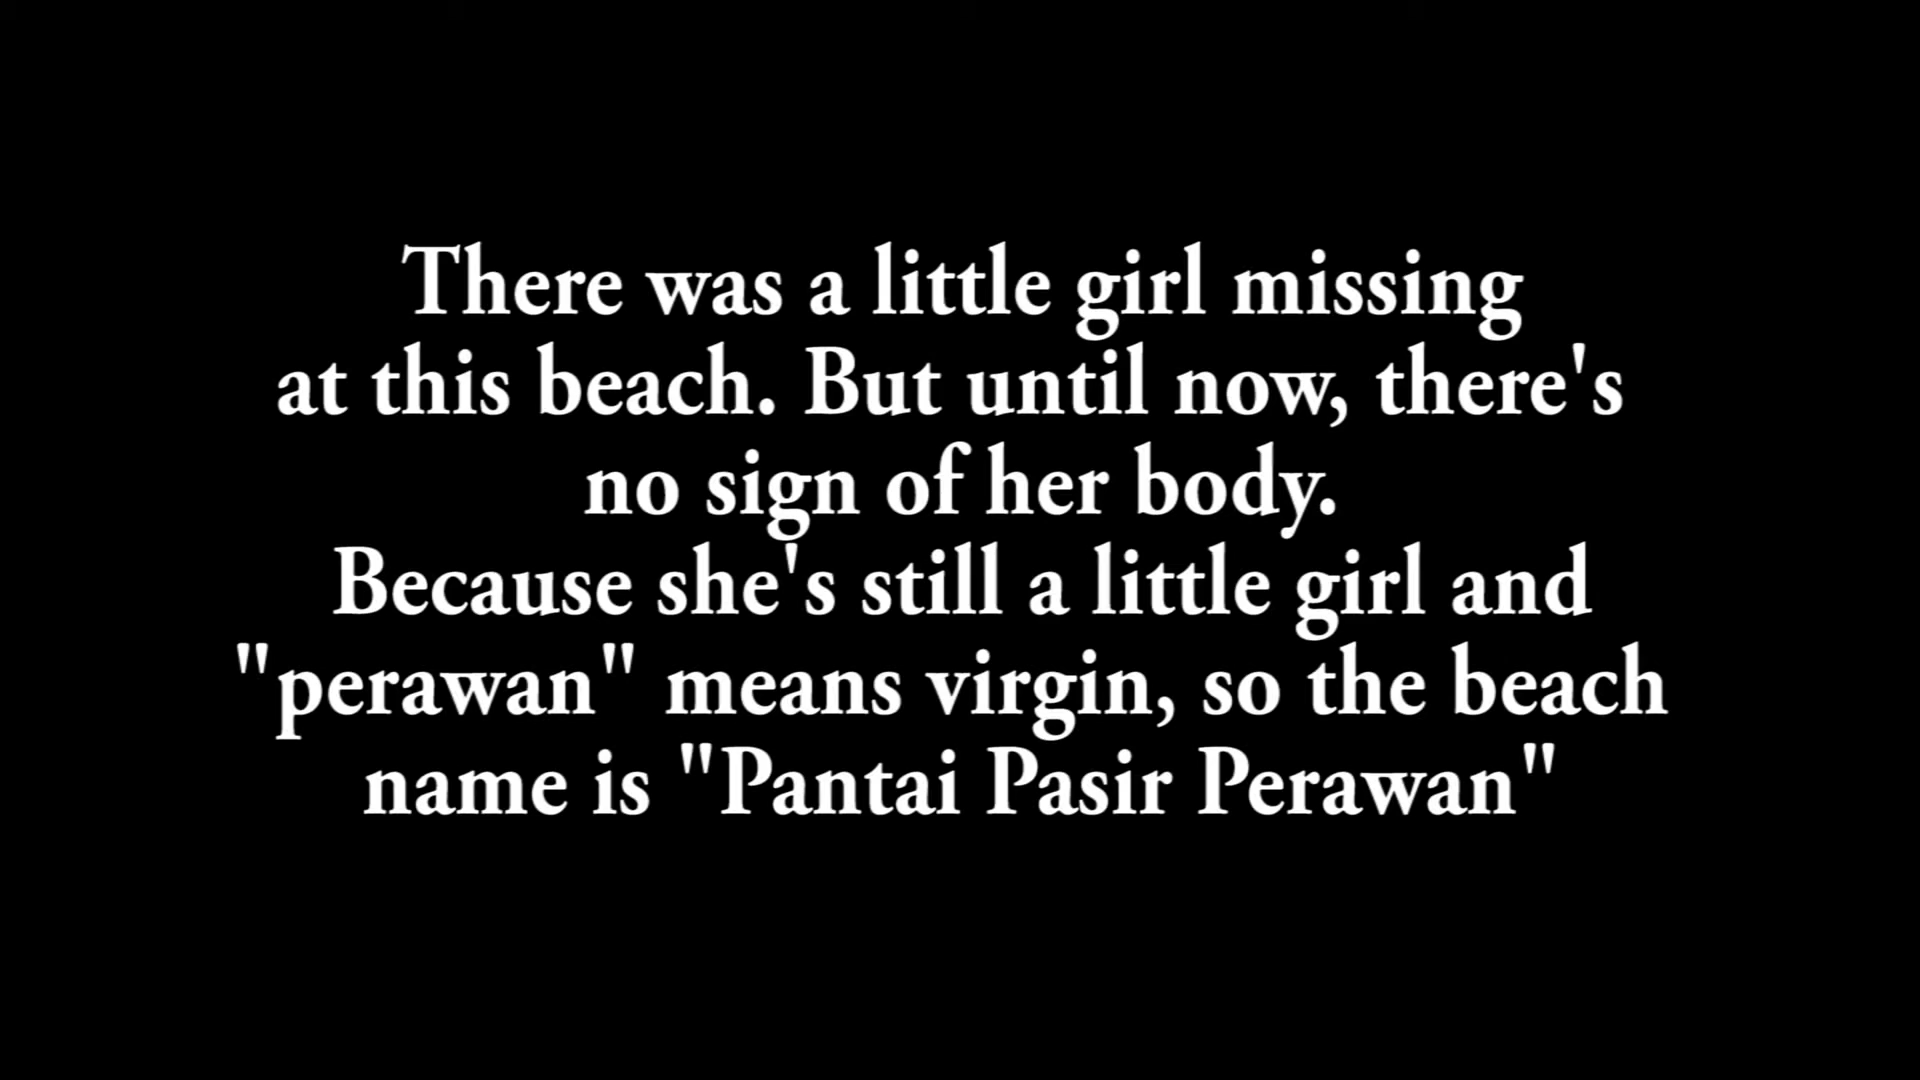 There was a little girl missing
at this beach. But until now, there's
no sign of her body.
Because she's still a little girl and
"perawan" means virgin, so the beach
name is "Pantai Pasir Perawan"